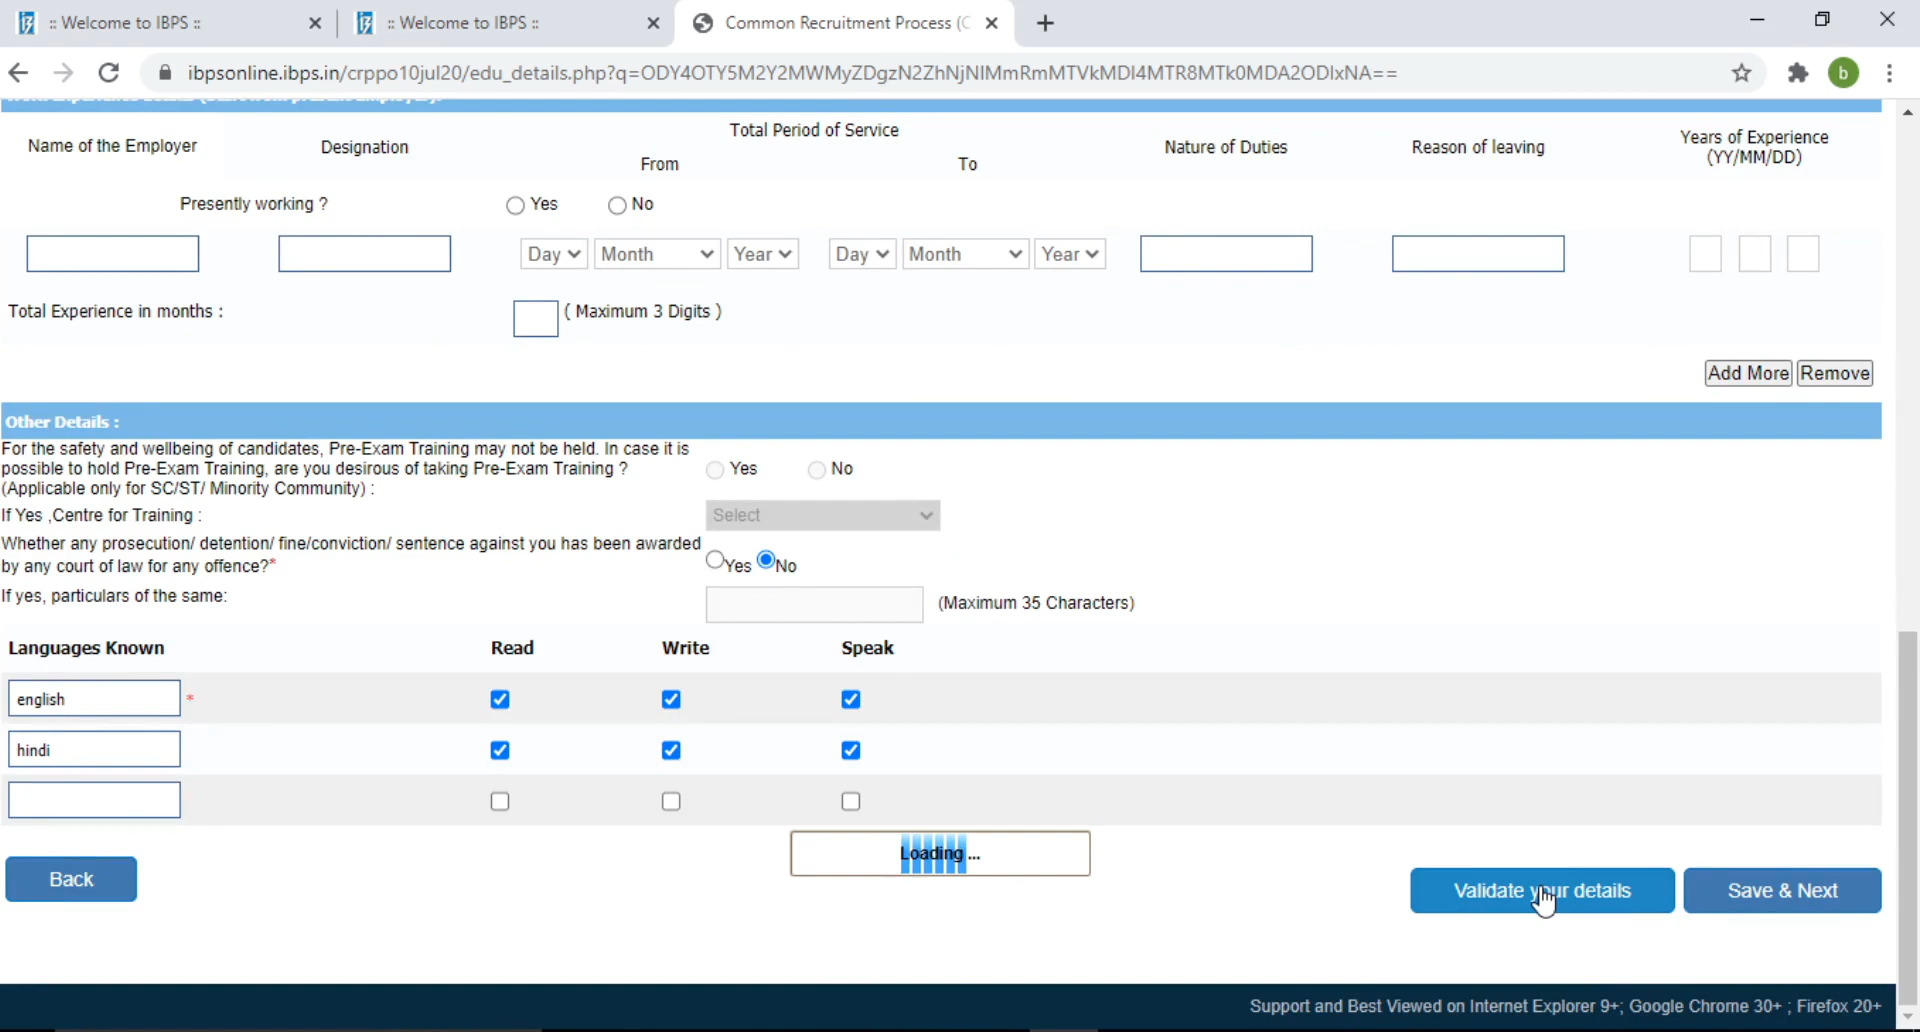 :: Welcome to IBPS ::
:: Welcome to IBPS ::
Common Recruitment Process (C
ibpsonline.ibps.in/crppo10jul20/edu_details.php?q=ODY4OTY5M2Y2MWMyZDgzN2ZhNjNIMmRmMTVkMDI4MTR8MTk0MDA2ODIxNA==
b
Name of the Employer
Designation
Total Period of Service
From
To
Nature of Duties
Reason of leaving
Years of Experience
(YY/MM/DD)
Presently working ?
Yes
No
Day
Month
Year
Day
Month
Year
Total Experience in months :
( Maximum 3 Digits )
Add More
Remove
Other Details :
For the safety and wellbeing of candidates, Pre-Exam Training may not be held. In case it is
possible to hold Pre-Exam Training, are you desirous of taking Pre-Exam Training ?
(Applicable only for SC/ST/ Minority Community) :
Yes
No
If Yes ,Centre for Training :
Select
Whether any prosecution/ detention/ fine/conviction/ sentence against you has been awarded
by any court of law for any offence?*
Yes
No
If yes, particulars of the same:
(Maximum 35 Characters)
Languages Known
Read
Write
Speak
english
*
hindi
Loading ...
Back
Validate your details
Save & Next
Support and Best Viewed on Internet Explorer 9+; Google Chrome 30+ ; Firefox 20+